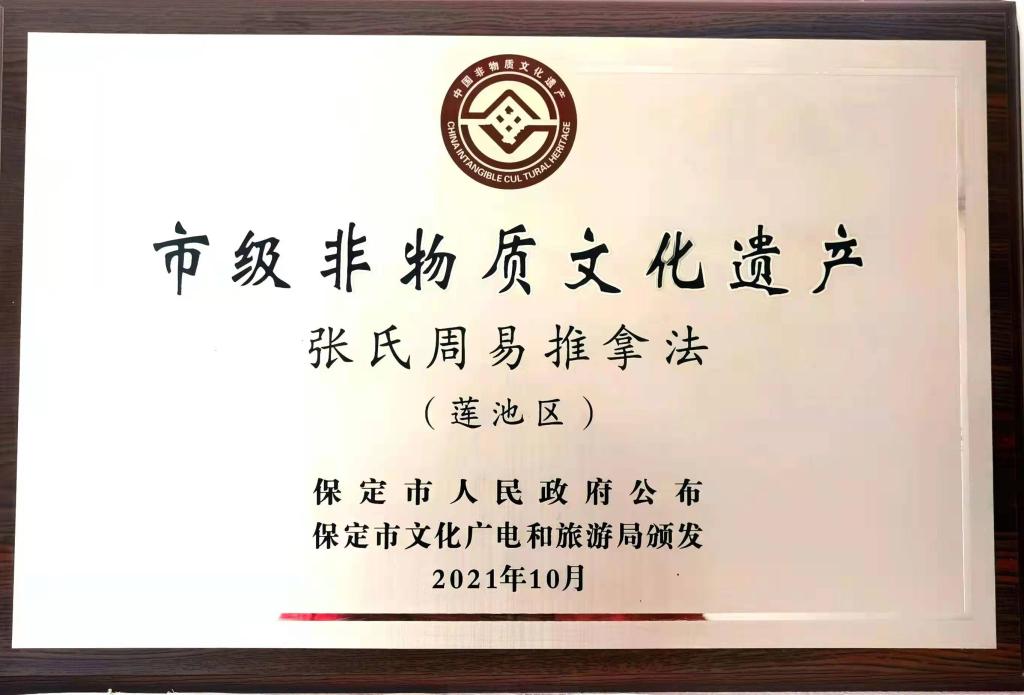 中国非物质文化遗产
CHINA INTANGIBLE CULTURAL HERITAGE
市级非物质文化遗产
张氏周易推拿法
（莲池区）
保定市人民政府公布
保定市文化广电和旅游局颁发
2021年10月